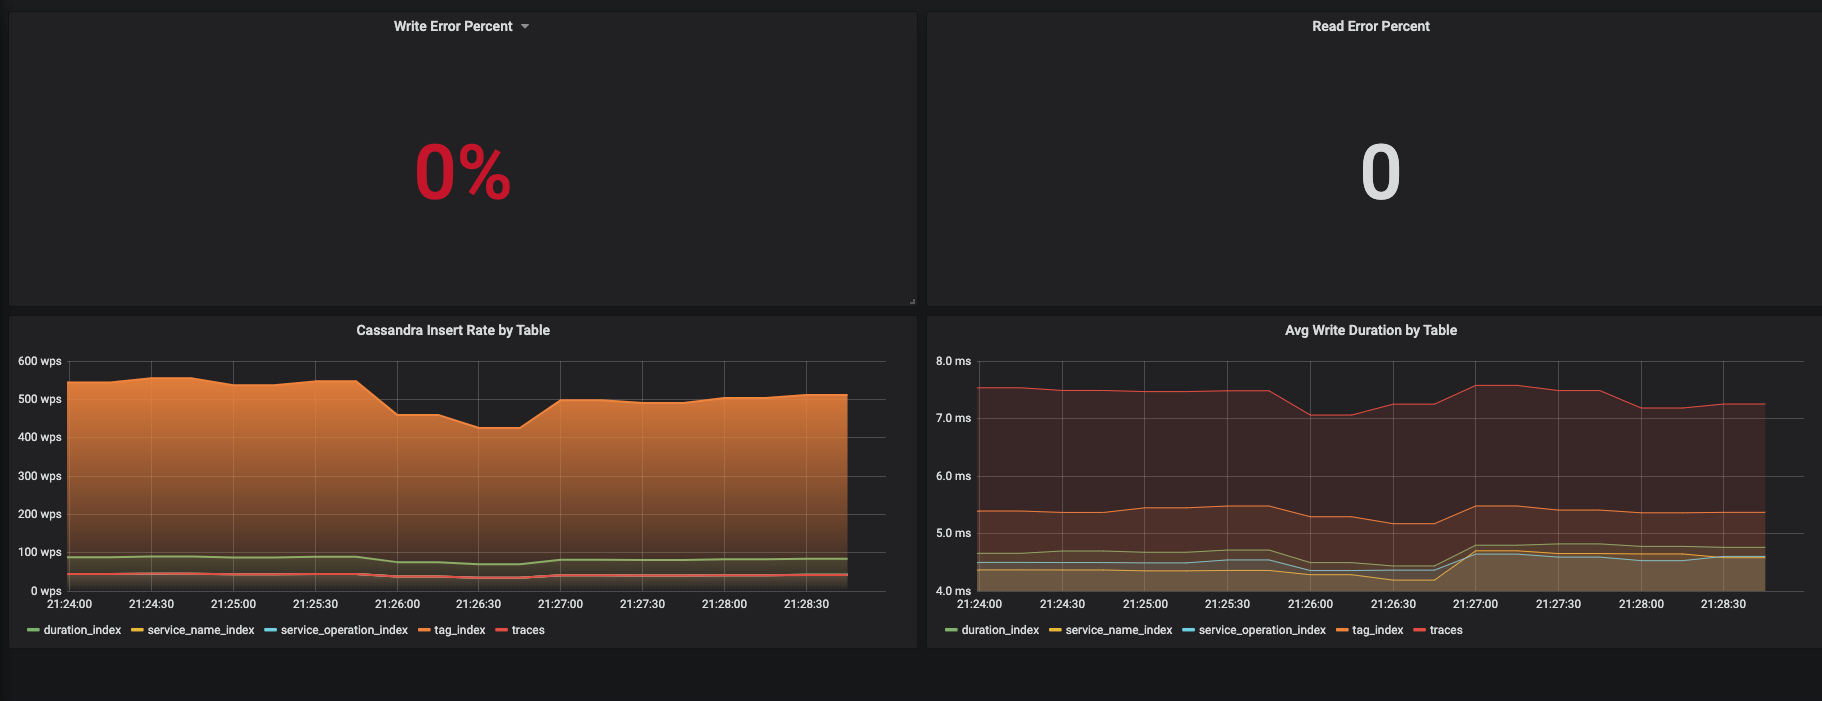 Write Error Percent
Read Error Percent
0%
0
Cassandra Insert Rate by Table
600 wps
500 wps
400 wps
300 wps
200 wps
100 wps
0 wps
21:24:00 21:24:30 21:25:00 21:25:30 21:26:00 21:26:30 21:27:00 21:27:30 21:28:00 21:28:30
duration_index service_name_index service_operation_index tag_index traces
Avg Write Duration by Table
8.0 ms
7.0 ms
6.0 ms
5.0 ms
4.0 ms
21:24:00 21:24:30 21:25:00 21:25:30 21:26:00 21:26:30 21:27:00 21:27:30 21:28:00 21:28:30
duration_index service_name_index service_operation_index tag_index traces